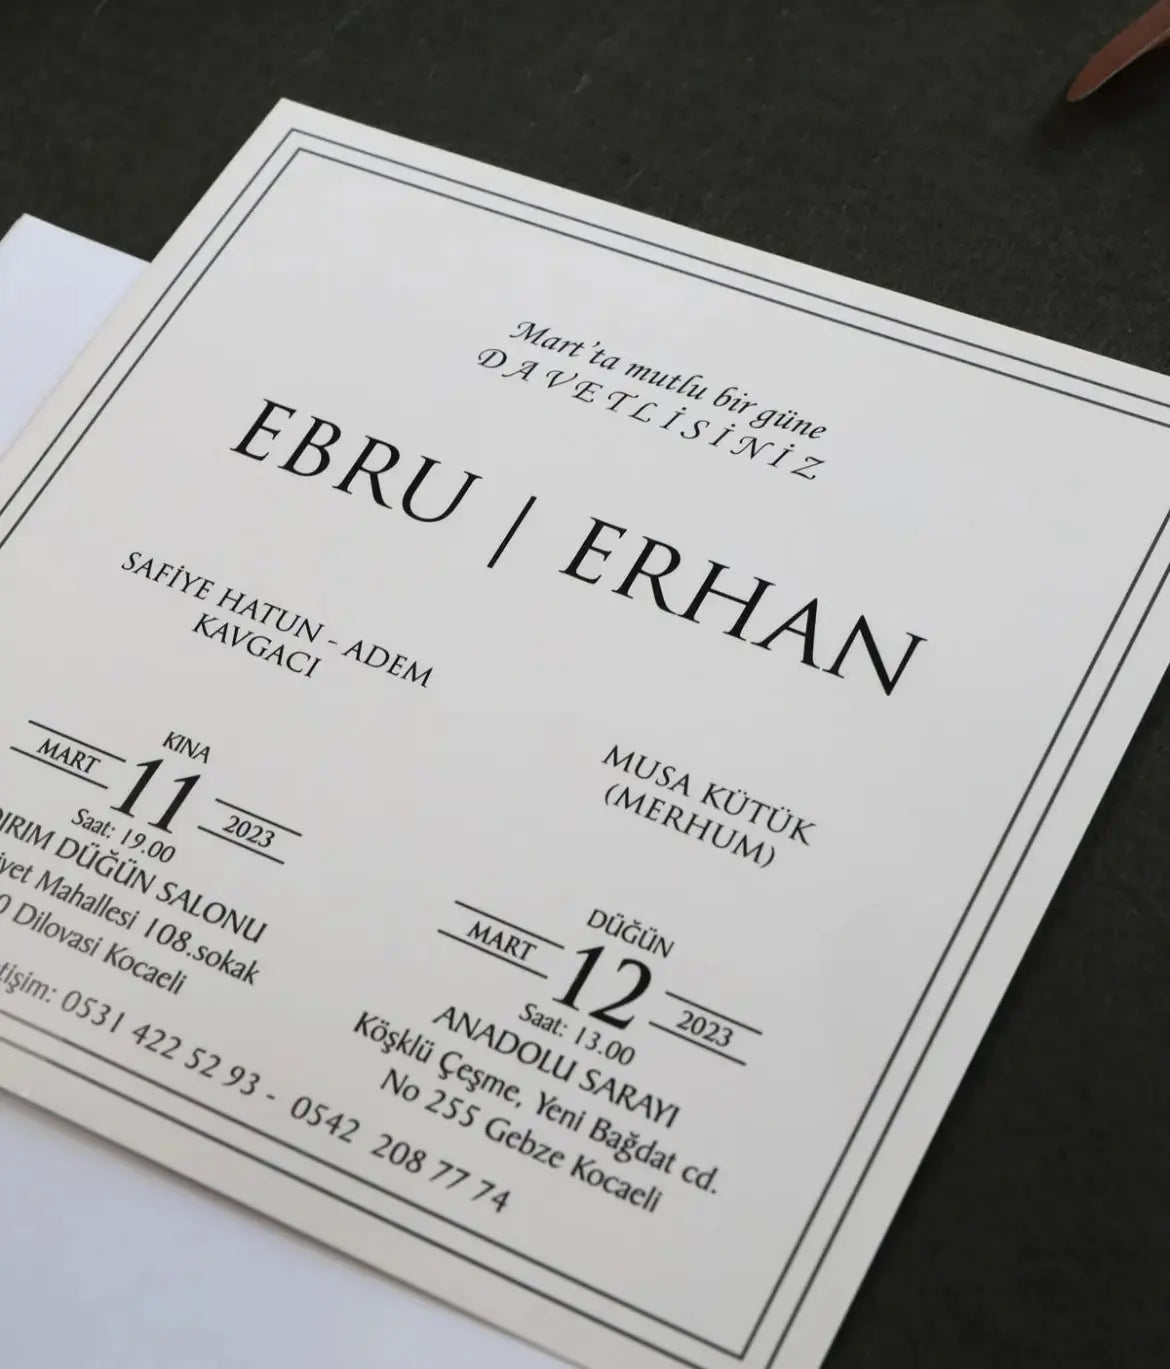 Mart'ta mutlu bir güne
DAVETLİSİNİZ
EBRU | ERHAN
SAFİYE HATUN - ADEM
KAVGACI
MUSA KÜTÜK
(MERHUM)
KINA
MART 11 2023
Saat: 19.00
DÜĞÜN SALONU
Mahallesi 108.sokak
Dilovasi Kocaeli
DÜĞÜN
MART 12 2023
Saat: 13.00
ANADOLU SARAYI
Köşklü Çeşme, Yeni Bağdat cd.
No 255 Gebze Kocaeli
0531 422 52 93 - 0542 208 77 74